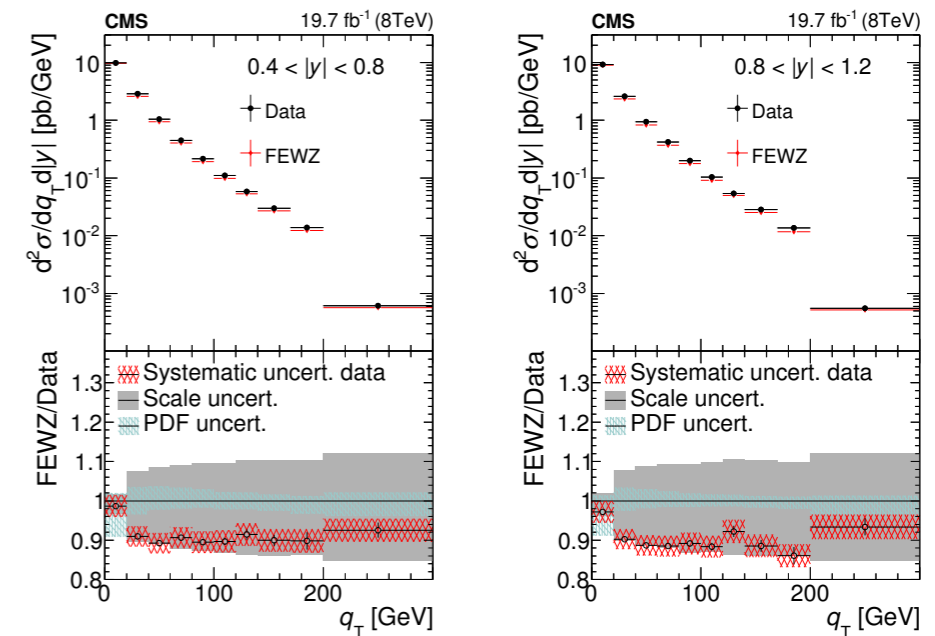 CMS 19.7 fb-1 (8TeV)
d2σ/dqTd|y| [pb/GeV]
10
1
10-1
10-2
10-3
0.4 < |y| < 0.8
Data
FEWZ
FEWZ/Data
1.3
1.2
1.1
1
0.9
0.8
Systematic uncert. data
Scale uncert.
PDF uncert.
0 100 200
qT [GeV]
CMS 19.7 fb-1 (8TeV)
d2σ/dqTd|y| [pb/GeV]
10
1
10-1
10-2
10-3
0.8 < |y| < 1.2
Data
FEWZ
FEWZ/Data
1.3
1.2
1.1
1
0.9
0.8
Systematic uncert. data
Scale uncert.
PDF uncert.
0 100 200
qT [GeV]